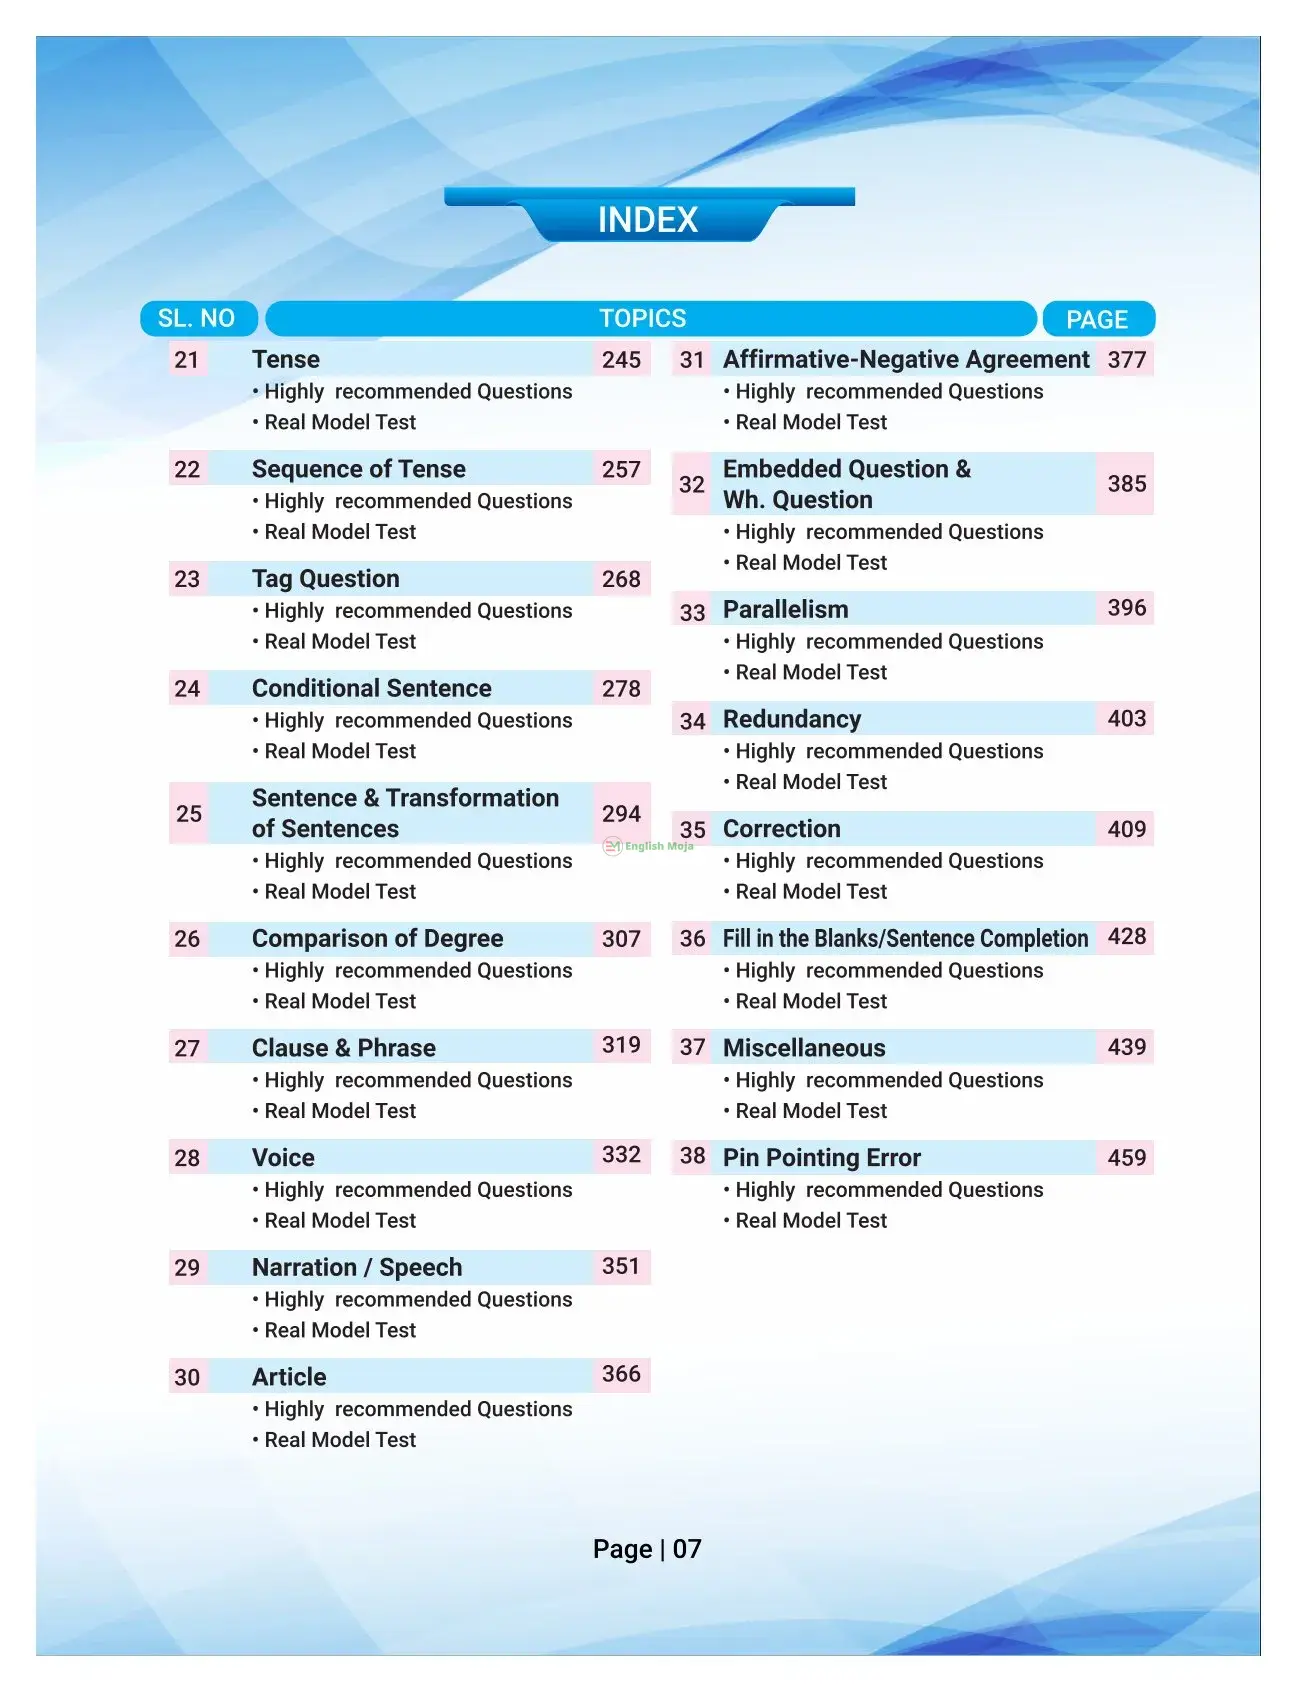 INDEX
SL. NO TOPICS PAGE
21 Tense 245
• Highly recommended Questions
• Real Model Test
22 Sequence of Tense 257
• Highly recommended Questions
• Real Model Test
23 Tag Question 268
• Highly recommended Questions
• Real Model Test
24 Conditional Sentence 278
• Highly recommended Questions
• Real Model Test
25 Sentence & Transformation
of Sentences 294
• Highly recommended Questions
• Real Model Test
26 Comparison of Degree 307
• Highly recommended Questions
• Real Model Test
27 Clause & Phrase 319
• Highly recommended Questions
• Real Model Test
28 Voice 332
• Highly recommended Questions
• Real Model Test
29 Narration / Speech 351
• Highly recommended Questions
• Real Model Test
30 Article 366
• Highly recommended Questions
• Real Model Test
31 Affirmative-Negative Agreement 377
• Highly recommended Questions
• Real Model Test
32 Embedded Question &
Wh. Question 385
• Highly recommended Questions
• Real Model Test
33 Parallelism 396
• Highly recommended Questions
• Real Model Test
34 Redundancy 403
• Highly recommended Questions
• Real Model Test
35 Correction 409
• Highly recommended Questions
• Real Model Test
36 Fill in the Blanks/Sentence Completion 428
• Highly recommended Questions
• Real Model Test
37 Miscellaneous 439
• Highly recommended Questions
• Real Model Test
38 Pin Pointing Error 459
• Highly recommended Questions
• Real Model Test
EM English Moja
Page | 07